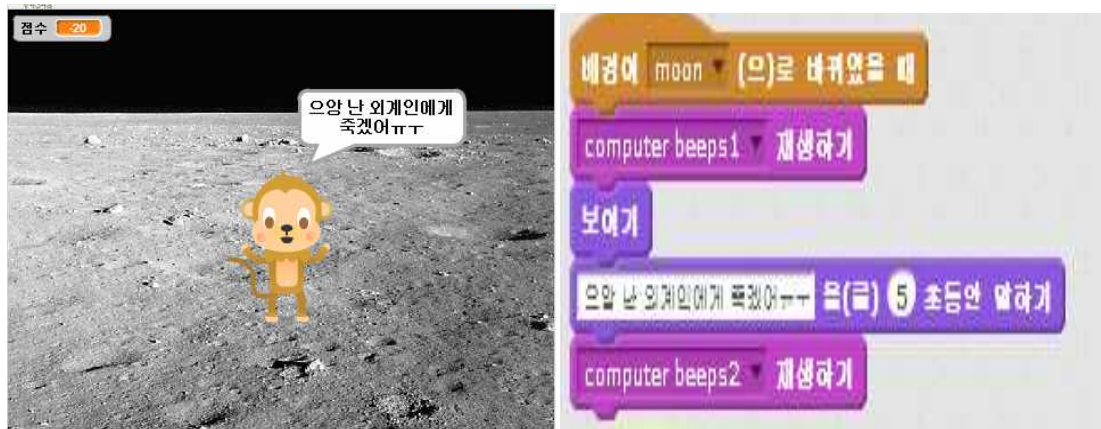 점수 -20
으앙 난 외계인에게
죽겠어ㅠㅜ
배경이 moon (으)로 바뀌었을 때
computer beeps1 재생하기
보이기
으앙 난 외계인에게 죽겠어ㅠㅜ 을(를) 5 초동안 말하기
computer beeps2 재생하기